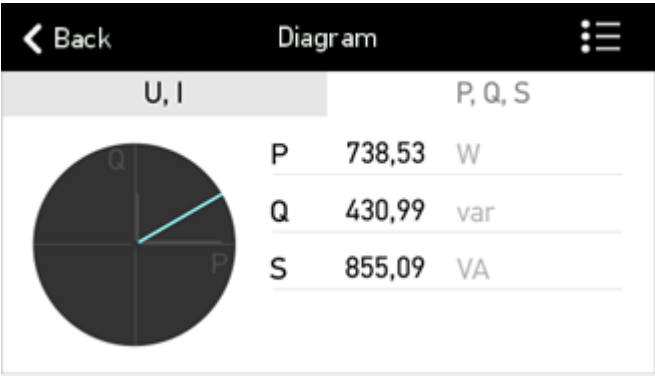 Back Diagram
U, I P, Q, S
Q
P
P 738,53 W
Q 430,99 var
S 855,09 VA